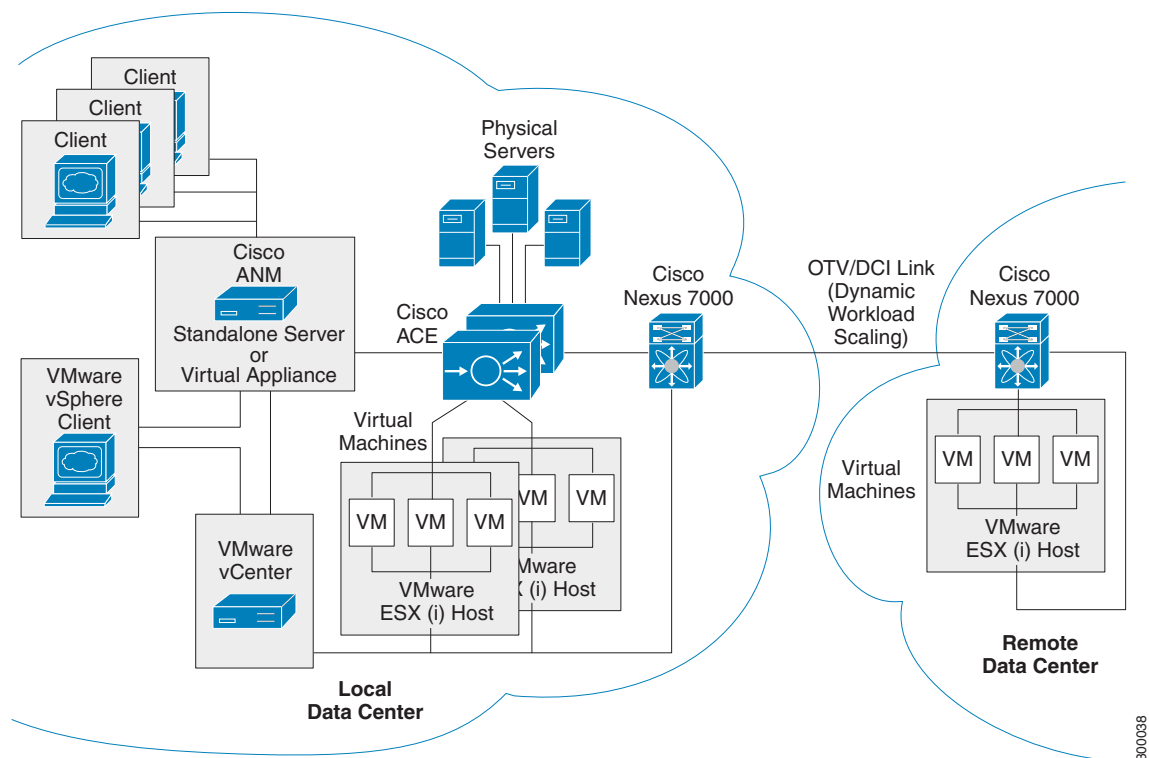 Client
Client
Client
Cisco
ANM
Standalone Server
or
Virtual Appliance
VMware
vSphere
Client
VMware
vCenter
Physical
Servers
Cisco
ACE
Cisco
Nexus 7000
Virtual
Machines
VM
VM
VM
VM
VM
VMware
ESX (i) Host
Mware
X (i) Host
Local
Data Center
OTV/DCI Link
(Dynamic
Workload
Scaling)
Cisco
Nexus 7000
Virtual
Machines
VM
VM
VM
VMware
ESX (i) Host
Remote
Data Center
300038